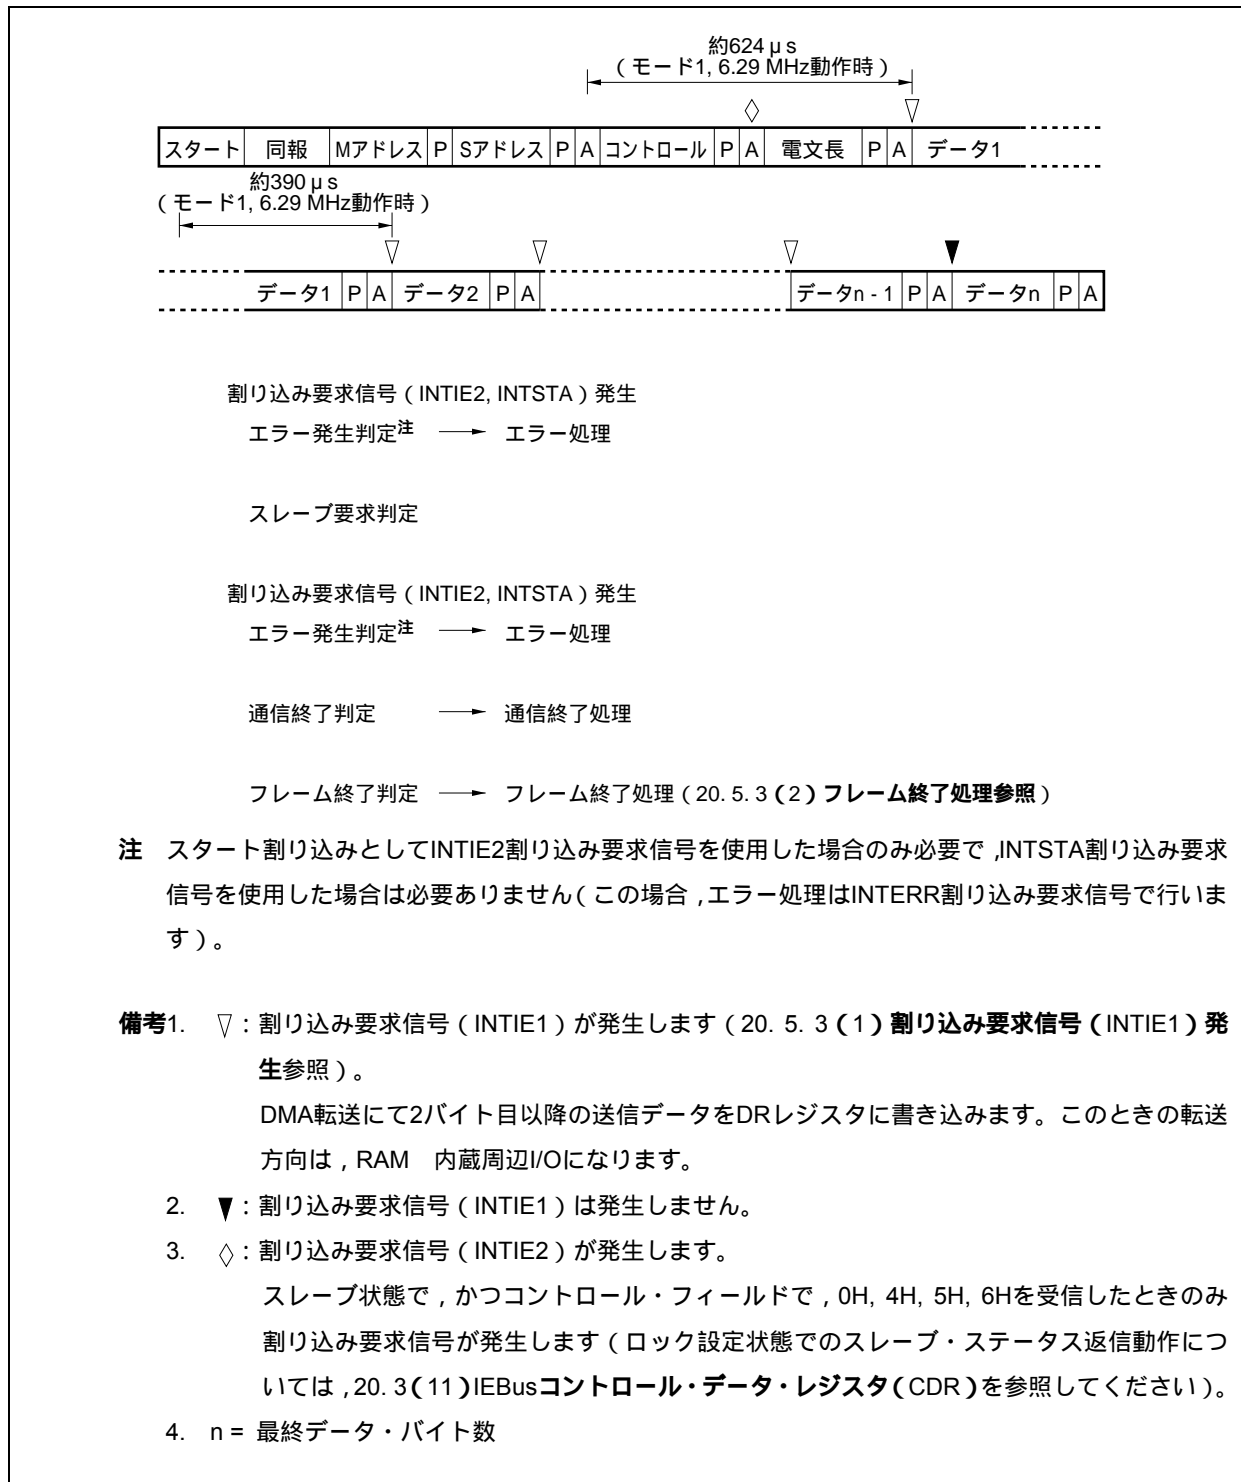 約624 μs
（モード1, 6.29 MHz動作時）
スタート 同報 Mアドレス P Sアドレス P A コントロール P A 電文長 P A データ1
約390 μs
（モード1, 6.29 MHz動作時）
データ1 P A データ2 P A データn - 1 P A データn P A
割り込み要求信号（INTIE2, INTSTA）発生
エラー発生判定注 → エラー処理
スレーブ要求判定
割り込み要求信号（INTIE2, INTSTA）発生
エラー発生判定注 → エラー処理
通信終了判定 → 通信終了処理
フレーム終了判定 → フレーム終了処理（20. 5. 3（2）フレーム終了処理参照）
注 スタート割り込みとしてINTIE2割り込み要求信号を使用した場合のみ必要で，INTSTA割り込み要求
信号を使用した場合は必要ありません（この場合，エラー処理はINTERR割り込み要求信号で行いま
す）。
備考1. ▽：割り込み要求信号（INTIE1）が発生します（20. 5. 3（1）割り込み要求信号（INTIE1）発
生参照）。
DMA転送にて2バイト目以降の送信データをDRレジスタに書き込みます。このときの転送
方向は，RAM　内蔵周辺I/Oになります。
2. ▼：割り込み要求信号（INTIE1）は発生しません。
3. ◇：割り込み要求信号（INTIE2）が発生します。
スレーブ状態で，かつコントロール・フィールドで，0H, 4H, 5H, 6Hを受信したときのみ
割り込み要求信号が発生します（ロック設定状態でのスレーブ・ステータス返信動作につ
いては，20. 3（11）IEBusコントロール・データ・レジスタ（CDR）を参照してください）。
4. n = 最終データ・バイト数